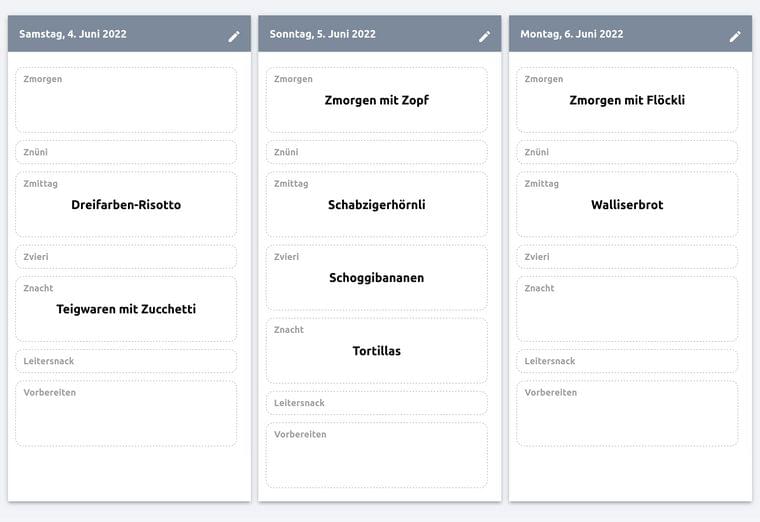 Samstag, 4. Juni 2022
Zmorgen
Znüni
Zmittag
Dreifarben-Risotto
Zvieri
Znacht
Teigwaren mit Zucchetti
Leitersnack
Vorbereiten
Sonntag, 5. Juni 2022
Zmorgen
Zmorgen mit Zopf
Znüni
Zmittag
Schabzigerhörnli
Zvieri
Schoggibananen
Znacht
Tortillas
Leitersnack
Vorbereiten
Montag, 6. Juni 2022
Zmorgen
Zmorgen mit Flöckli
Znüni
Zmittag
Walliserbrot
Zvieri
Znacht
Leitersnack
Vorbereiten